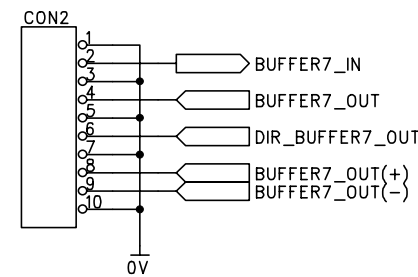 CON2
1
2 BUFFER7_IN
3
4 BUFFER7_OUT
5
6 DIR_BUFFER7_OUT
7
8 BUFFER7_OUT(+)
9 BUFFER7_OUT(-)
10
0V